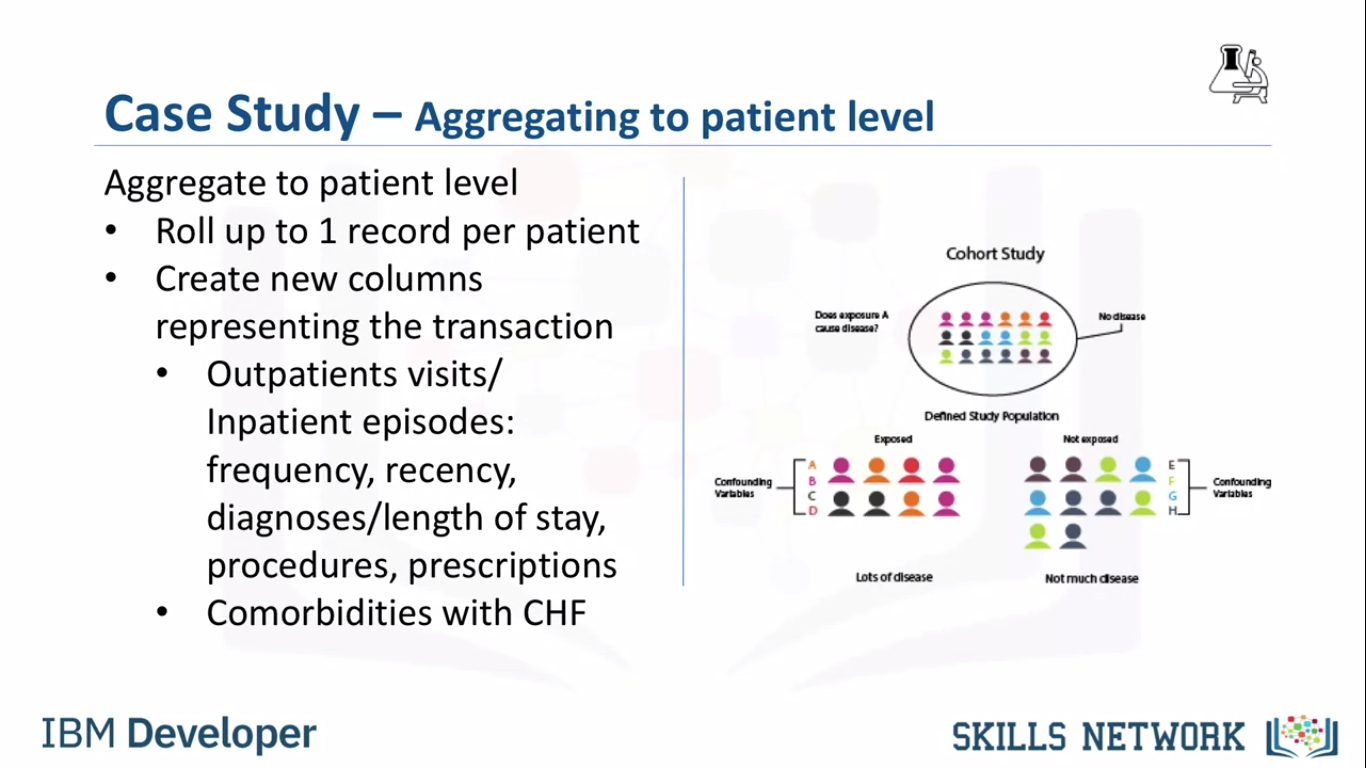 Case Study – Aggregating to patient level
Aggregate to patient level
• Roll up to 1 record per patient
• Create new columns
representing the transaction
• Outpatients visits/
Inpatient episodes:
frequency, recency,
diagnoses/length of stay,
procedures, prescriptions
• Comorbidities with CHF
Cohort Study
Does exposure A
cause disease?
No disease
Defined Study Population
Exposed
Not exposed
Confounding
Variables
A
B
C
D
E
F
G
H
Confounding
Variables
Lots of disease
Not much disease
IBM Developer
SKILLS NETWORK